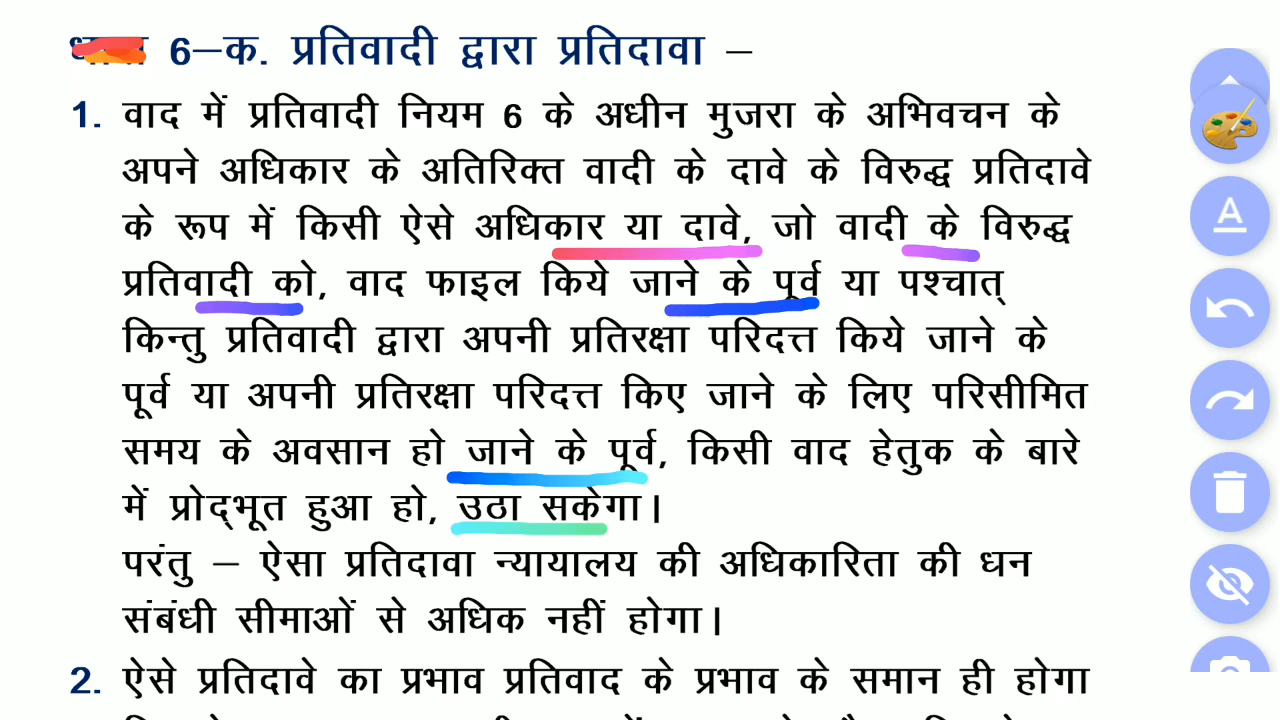 6–क. प्रतिवादी द्वारा प्रतिदावा –
1. वाद में प्रतिवादी नियम 6 के अधीन मुजरा के अभिवचन के
अपने अधिकार के अतिरिक्त वादी के दावे के विरुद्ध प्रतिदावे
के रूप में किसी ऐसे अधिकार या दावे, जो वादी के विरुद्ध
प्रतिवादी को, वाद फाइल किये जाने के पूर्व या पश्चात्
किन्तु प्रतिवादी द्वारा अपनी प्रतिरक्षा परिदत्त किये जाने के
पूर्व या अपनी प्रतिरक्षा परिदत्त किए जाने के लिए परिसीमित
समय के अवसान हो जाने के पूर्व, किसी वाद हेतुक के बारे
में प्रोद्भूत हुआ हो, उठा सकेगा।
परंतु – ऐसा प्रतिदावा न्यायालय की अधिकारिता की धन
संबंधी सीमाओं से अधिक नहीं होगा।
2. ऐसे प्रतिदावे का प्रभाव प्रतिवाद के प्रभाव के समान ही होगा